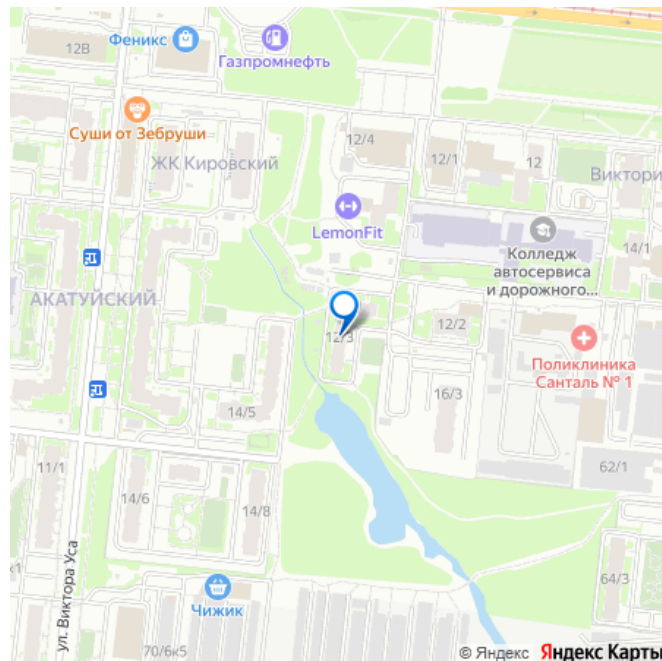 12В
Феникс
Газпромнефть
Суши от Зебруши
ЖК Кировский
12/4
12/1
12
Виктори
LemonFit
Колледж
автосервиса
и дорожного...
14/1
АКАТУЙСКИЙ
12/3
12/2
Поликлиника
Санталь № 1
14/5
16/3
11/1
14/6
14/8
62/1
ул. Виктора Уса
к1
Чижик
64/3
70/6к5
© Яндекс Яндекс Карты